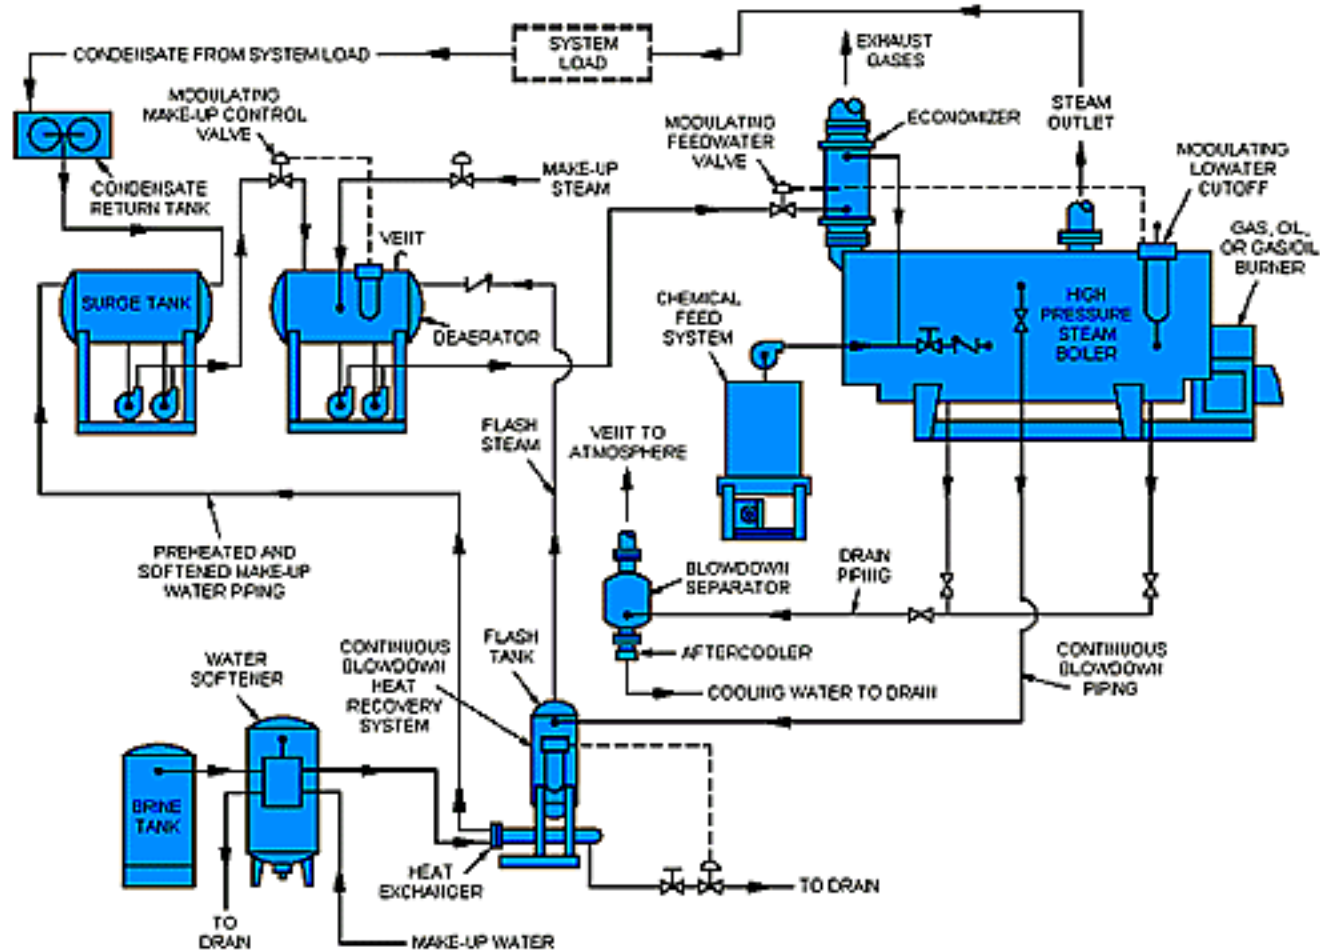 SYSTEM
LOAD
CONDENSATE FROM SYSTEM LOAD
EXHAUST
GASES
MODULATING
MAKE-UP CONTROL
VALVE
STEAM
OUTLET
ECONOMIZER
MODULATING
FEEDWATER
VALVE
MODULATING
LOWATER
CUTOFF
CONDENSATE
RETURN TANK
MAKE-UP
STEAM
VENT
GAS, OIL,
OR GAS/OIL
BURNER
SURGE TANK
DEAERATOR
CHEMICAL
FEED
SYSTEM
HIGH
PRESSURE
STEAM
BOILER
FLASH
STEAM
VENT TO
ATMOSPHERE
PREHEATED AND
SOFTENED MAKE-UP
WATER PIPING
BLOWDOWN
SEPARATOR
DRAIN
PIPING
AFTERCOOLER
COOLING WATER TO DRAIN
CONTINUOUS
BLOWDOWN
PIPING
WATER
SOFTENER
CONTINUOUS
BLOWDOWN
HEAT
RECOVERY
SYSTEM
FLASH
TANK
BRINE
TANK
HEAT
EXCHANGER
TO DRAIN
TO
DRAIN
MAKE-UP WATER